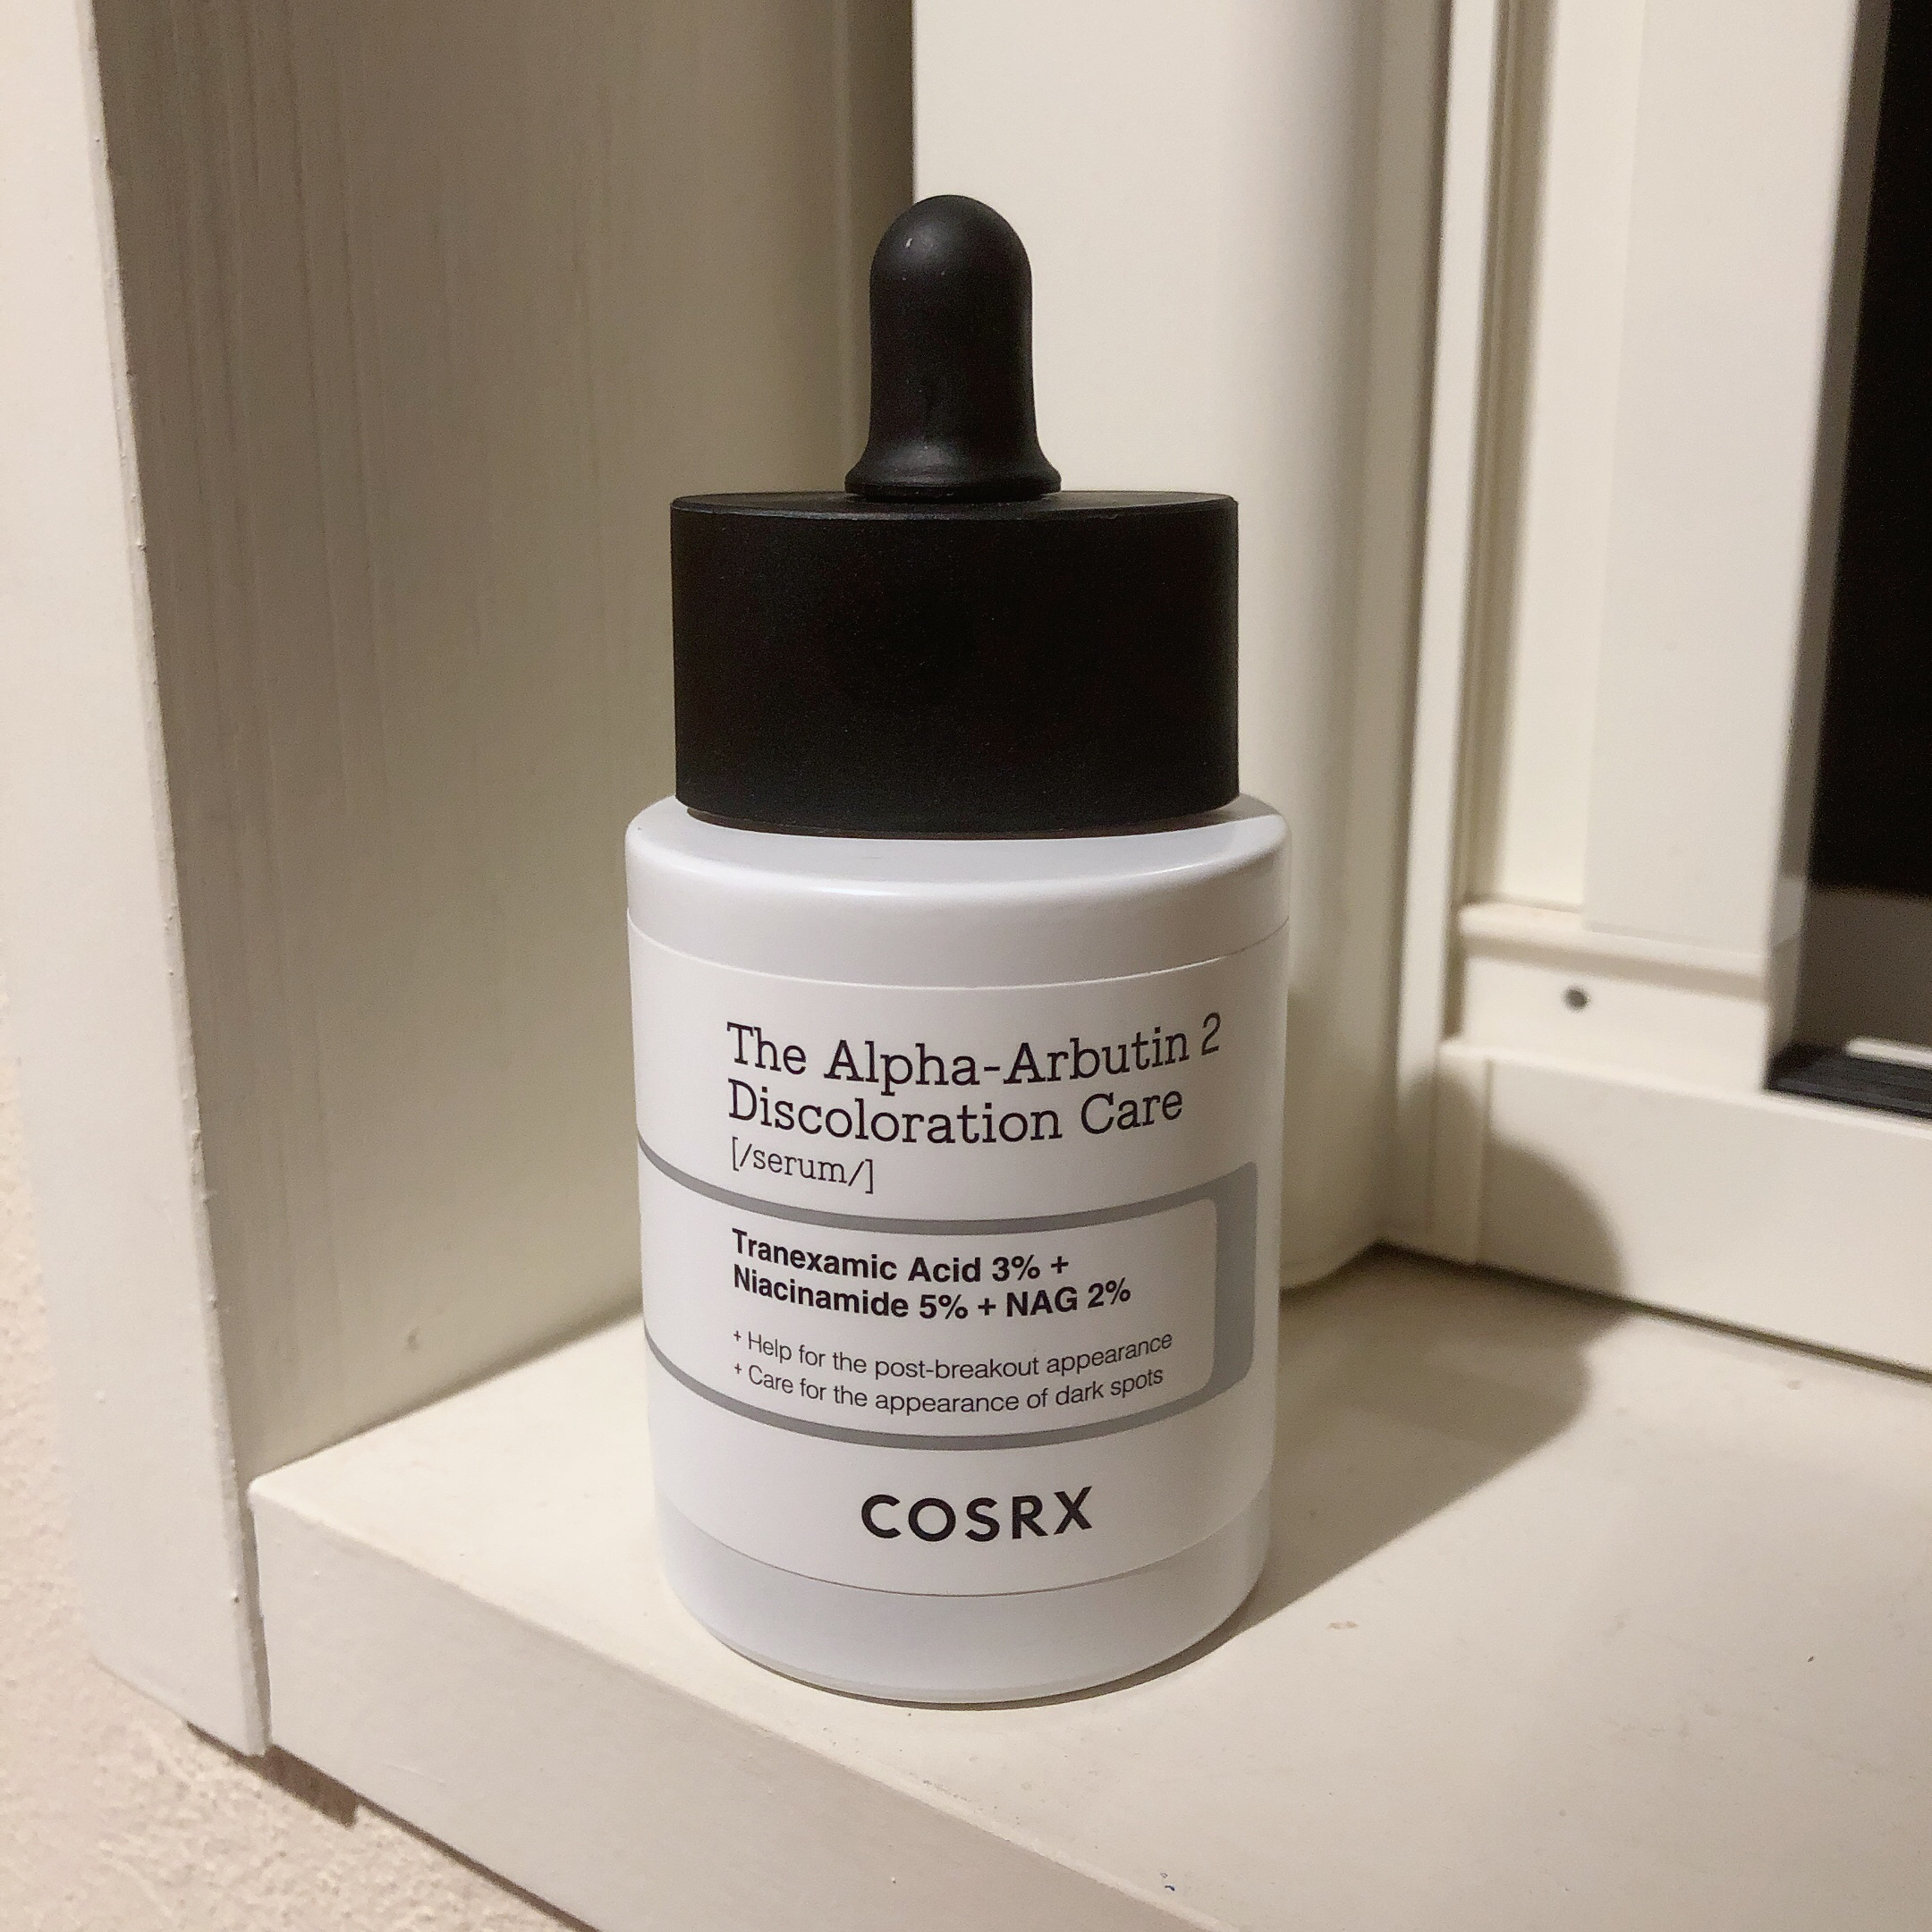 The Alpha-Arbutin 2
Discoloration Care
[/serum/]
Tranexamic Acid 3% +
Niacinamide 5% + NAG 2%
+ Help for the post-breakout appearance
+ Care for the appearance of dark spots
COSRX